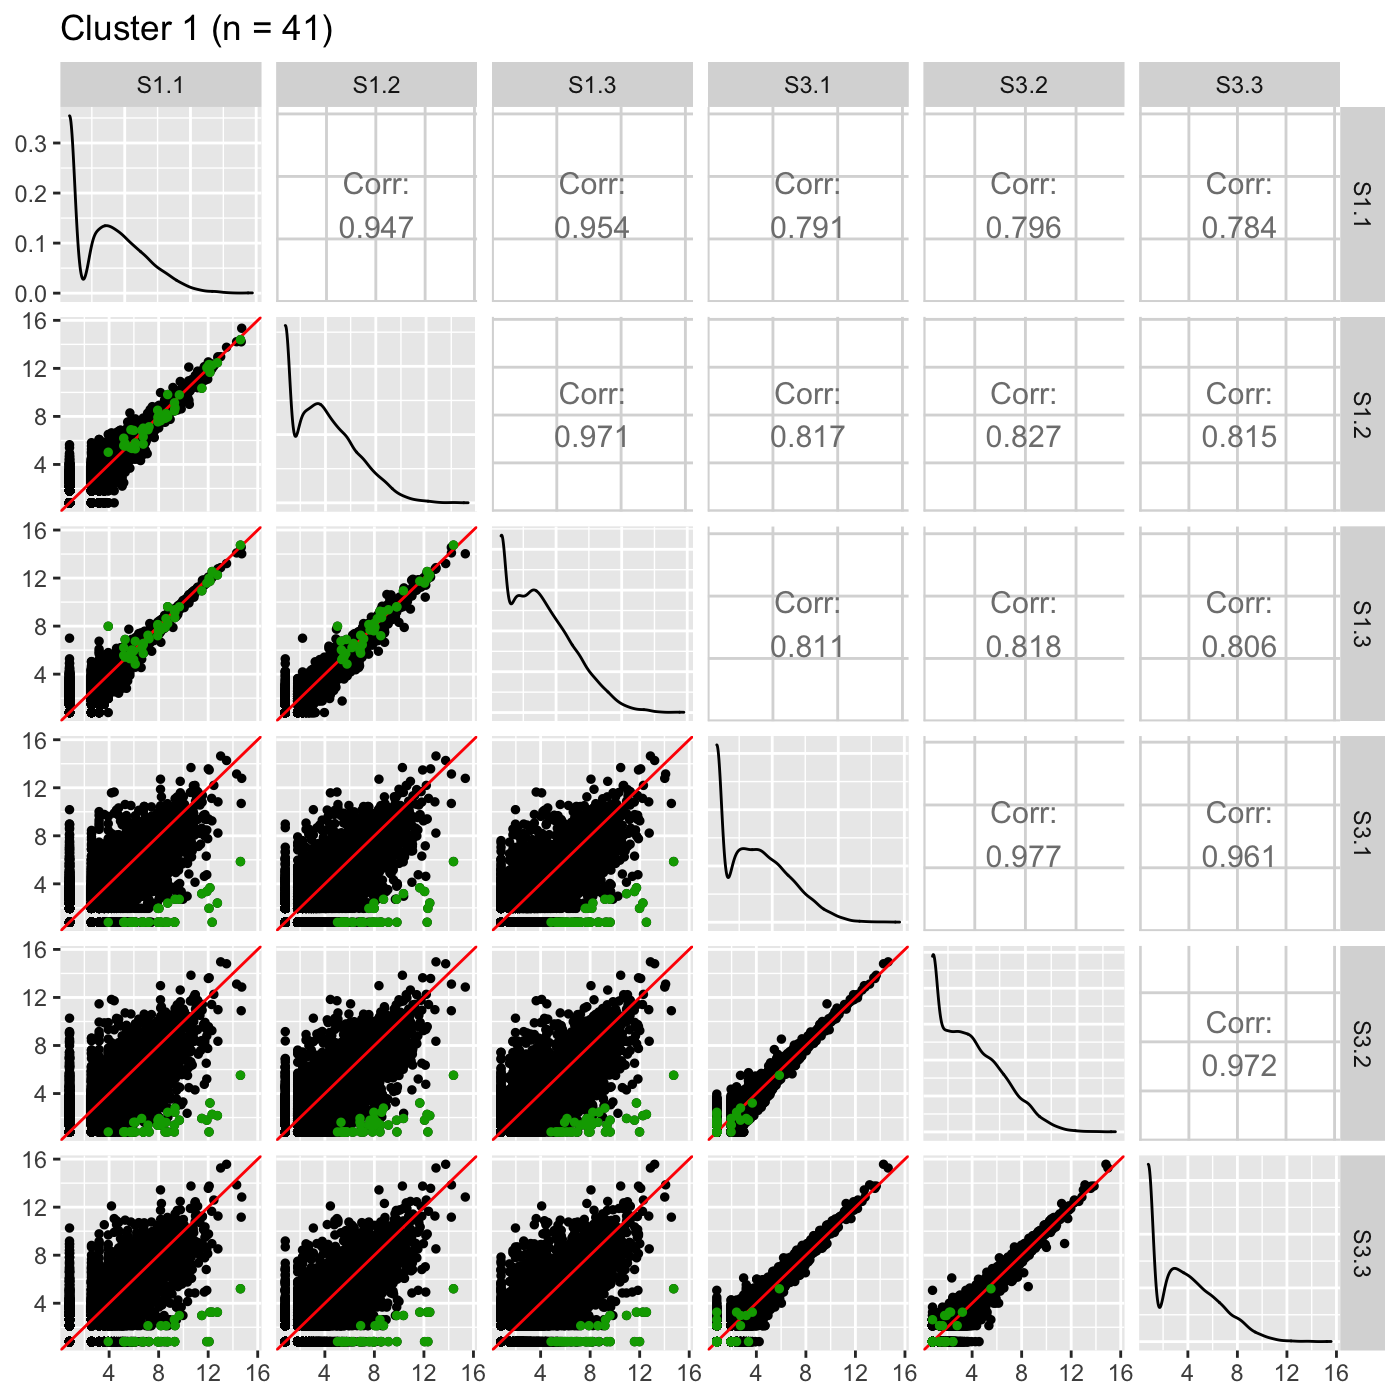 Cluster 1 (n = 41)
S1.1 S1.2 S1.3 S3.1 S3.2 S3.3
0.3
0.2
0.1
0.0
Corr:
0.947
Corr:
0.954
Corr:
0.791
Corr:
0.796
Corr:
0.784
S1.1
16
12
8
4
Corr:
0.971
Corr:
0.817
Corr:
0.827
Corr:
0.815
S1.2
16
12
8
4
Corr:
0.811
Corr:
0.818
Corr:
0.806
S1.3
16
12
8
4
Corr:
0.977
Corr:
0.961
S3.1
16
12
8
4
Corr:
0.972
S3.2
16
12
8
4
S3.3
4 8 12 16 4 8 12 16 4 8 12 16 4 8 12 16 4 8 12 16 4 8 12 16